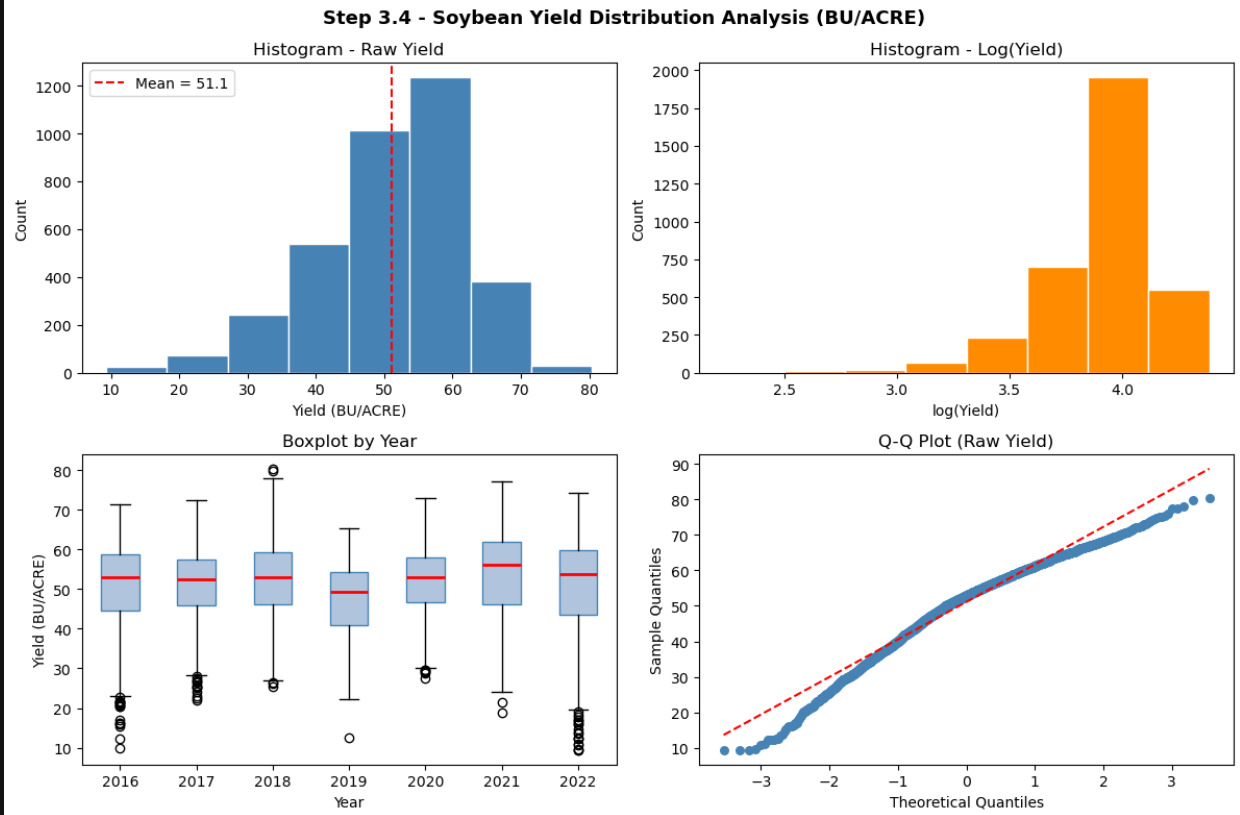 Step 3.4 - Soybean Yield Distribution Analysis (BU/ACRE)
Histogram - Raw Yield
Mean = 51.1
Count
1200
1000
800
600
400
200
0
10 20 30 40 50 60 70 80
Yield (BU/ACRE)
Histogram - Log(Yield)
Count
2000
1750
1500
1250
1000
750
500
250
0
2.5 3.0 3.5 4.0
log(Yield)
Boxplot by Year
Yield (BU/ACRE)
80
70
60
50
40
30
20
10
2016 2017 2018 2019 2020 2021 2022
Year
Q-Q Plot (Raw Yield)
Sample Quantiles
90
80
70
60
50
40
30
20
10
−3 −2 −1 0 1 2 3
Theoretical Quantiles